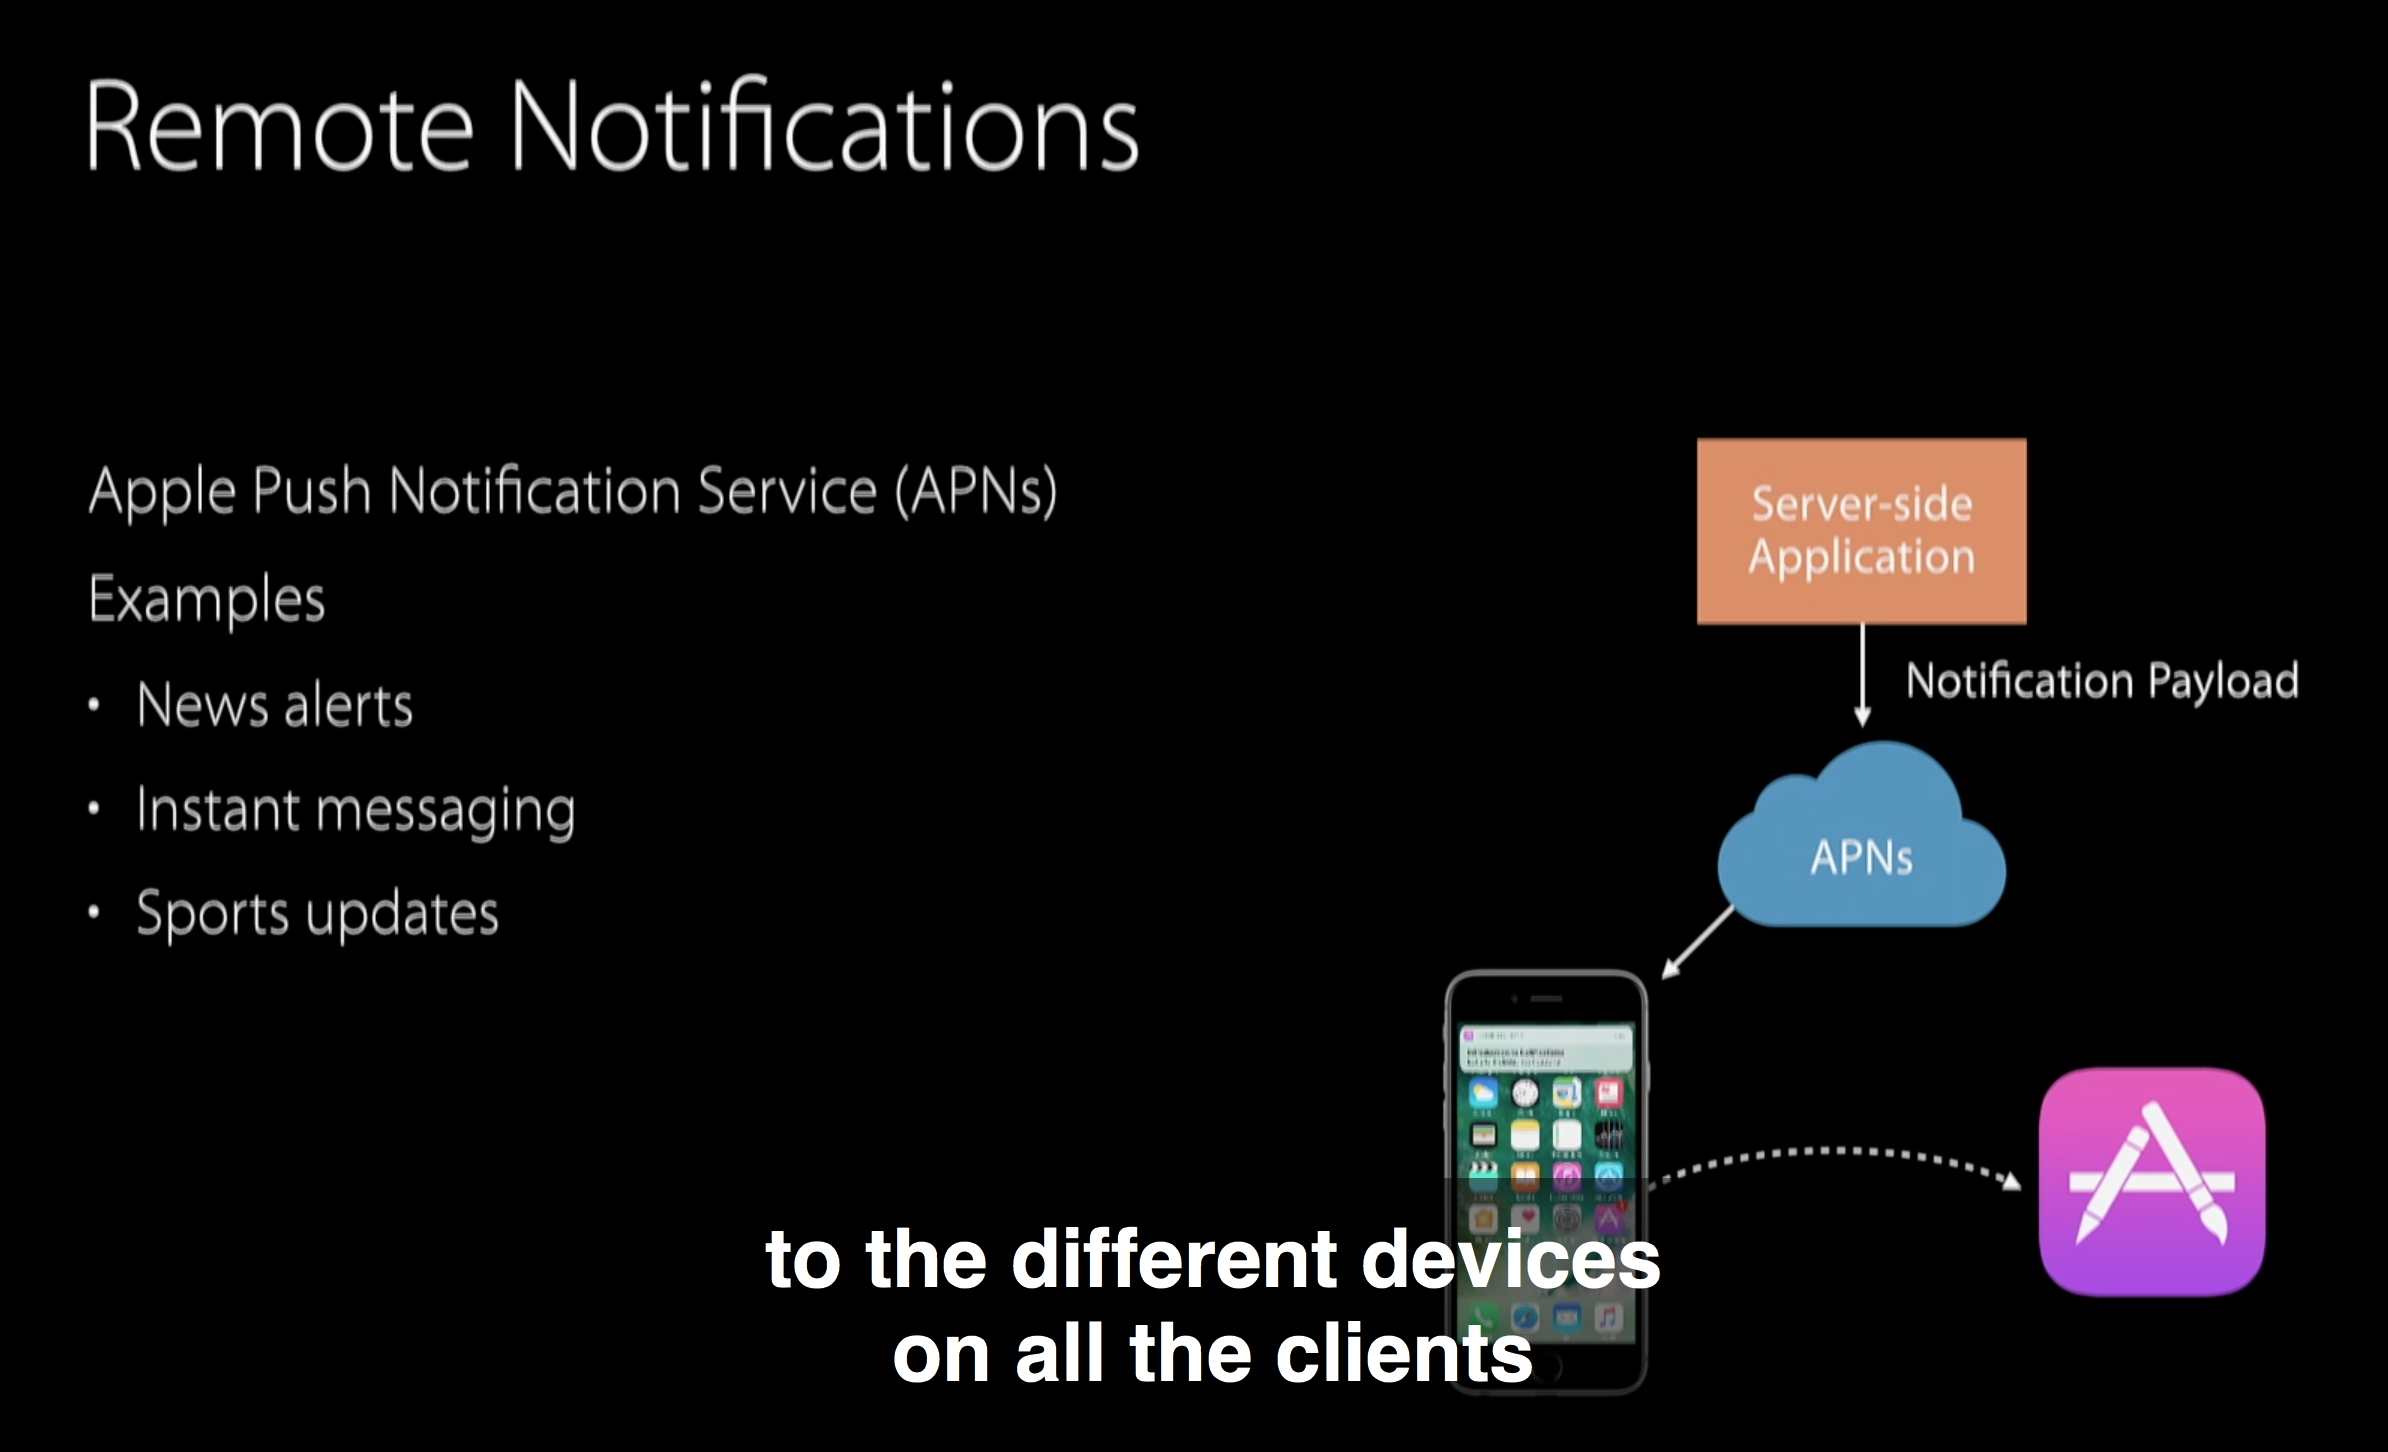 Remote Notifications
Apple Push Notification Service (APNs)
Examples
• News alerts
• Instant messaging
• Sports updates
Server-side
Application
Notification Payload
APNs
to the different devices
on all the clients